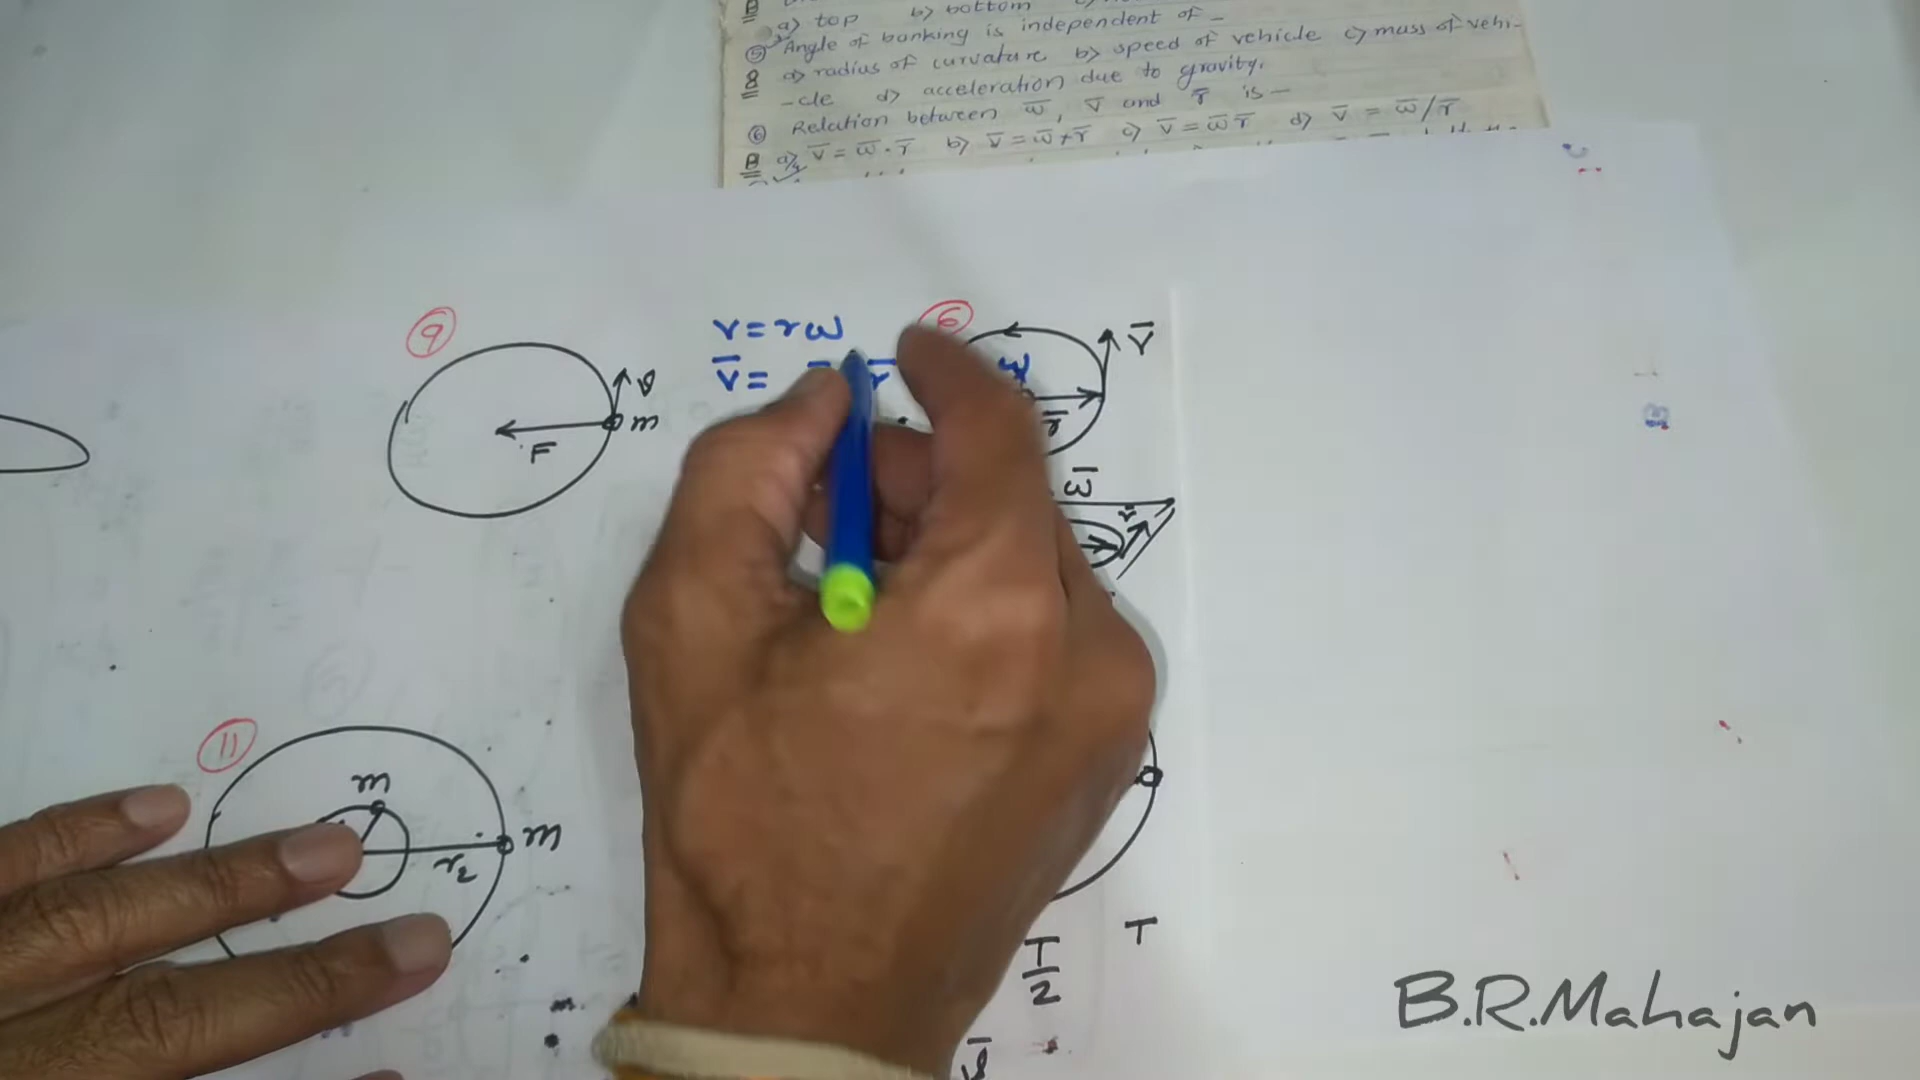 a) top b) bottom
⑤ Angle of banking is independent of –
8 a) radius of curvature b) speed of vehicle c) mass of vehi-
-cle d) acceleration due to gravity.
⑥ Relation between ω̅, v̅ and r̅ is –
B a) v̅ = ω̅ · r̅ b) v̅ = ω̅ + r̅ c) v̅ = ω̅ r̅ d) v̅ = ω̅ / r̅
⑨
v = rω
v̅ = r̅
⑥
v̅
m
F
r̅
ω̅
⑪
m
m
r₂
T/2
T
B.R.Mahajan